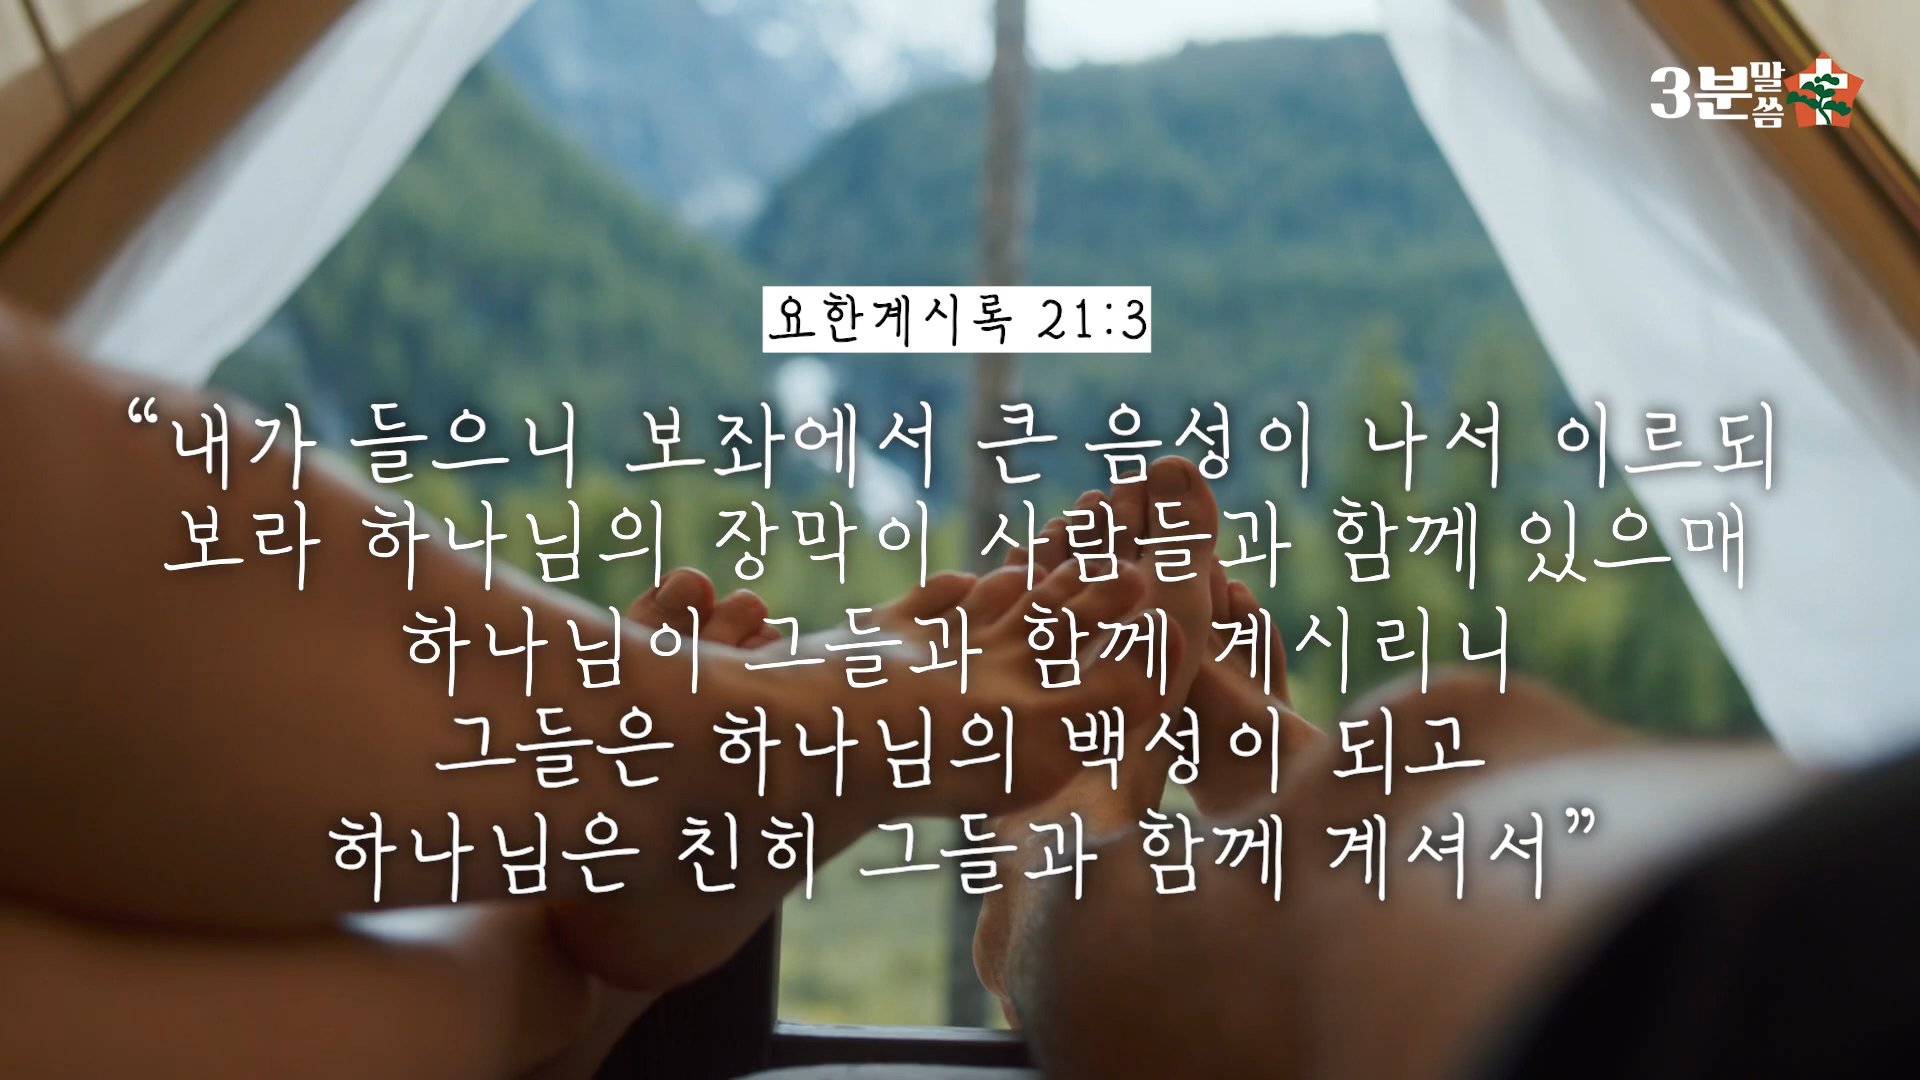 3분말씀
요한계시록 21:3
“내가 들으니 보좌에서 큰 음성이 나서 이르되
보라 하나님의 장막이 사람들과 함께 있으매
하나님이 그들과 함께 계시리니
그들은 하나님의 백성이 되고
하나님은 친히 그들과 함께 계셔서”